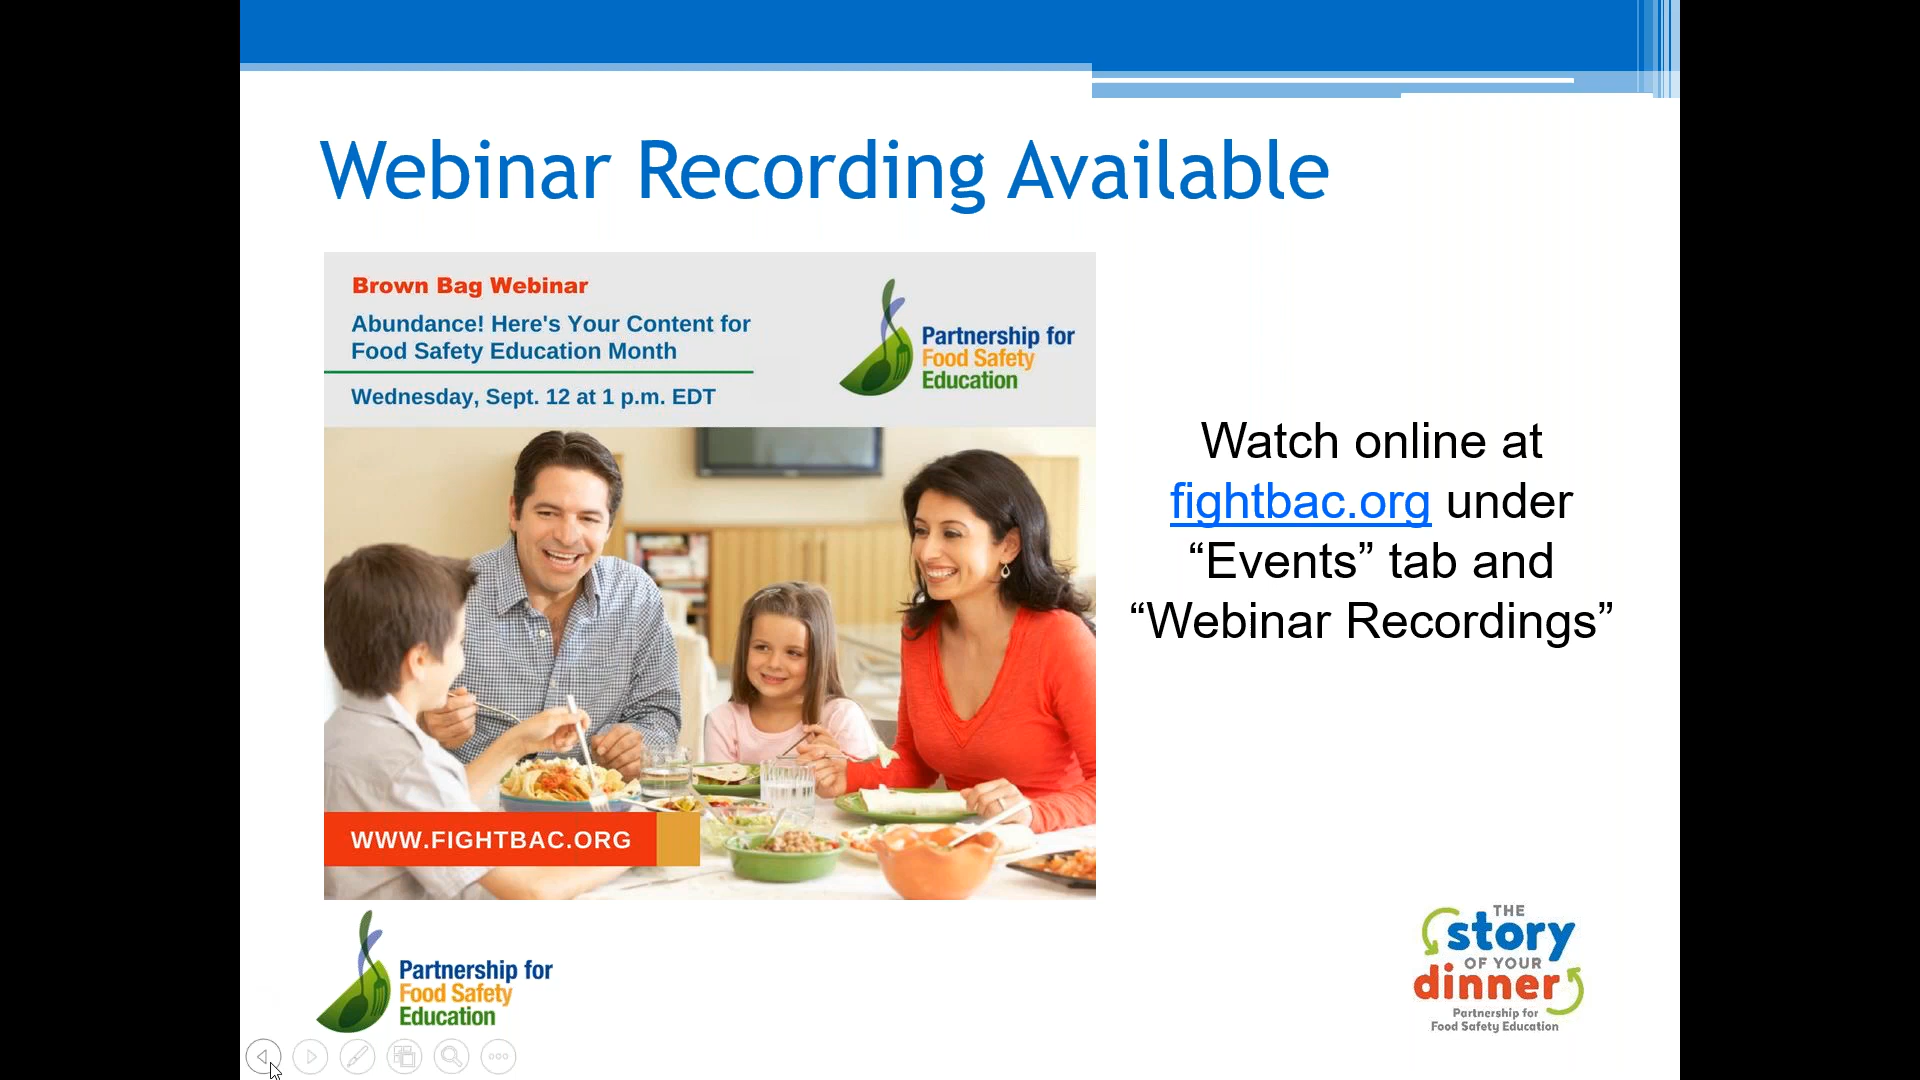 Webinar Recording Available
Brown Bag Webinar
Abundance! Here's Your Content for
Food Safety Education Month
Wednesday, Sept. 12 at 1 p.m. EDT
Partnership for
Food Safety
Education
WWW.FIGHTBAC.ORG
Watch online at
fightbac.org under
“Events” tab and
“Webinar Recordings”
Partnership for
Food Safety
Education
THE
story
OF YOUR
dinner
Partnership for
Food Safety Education